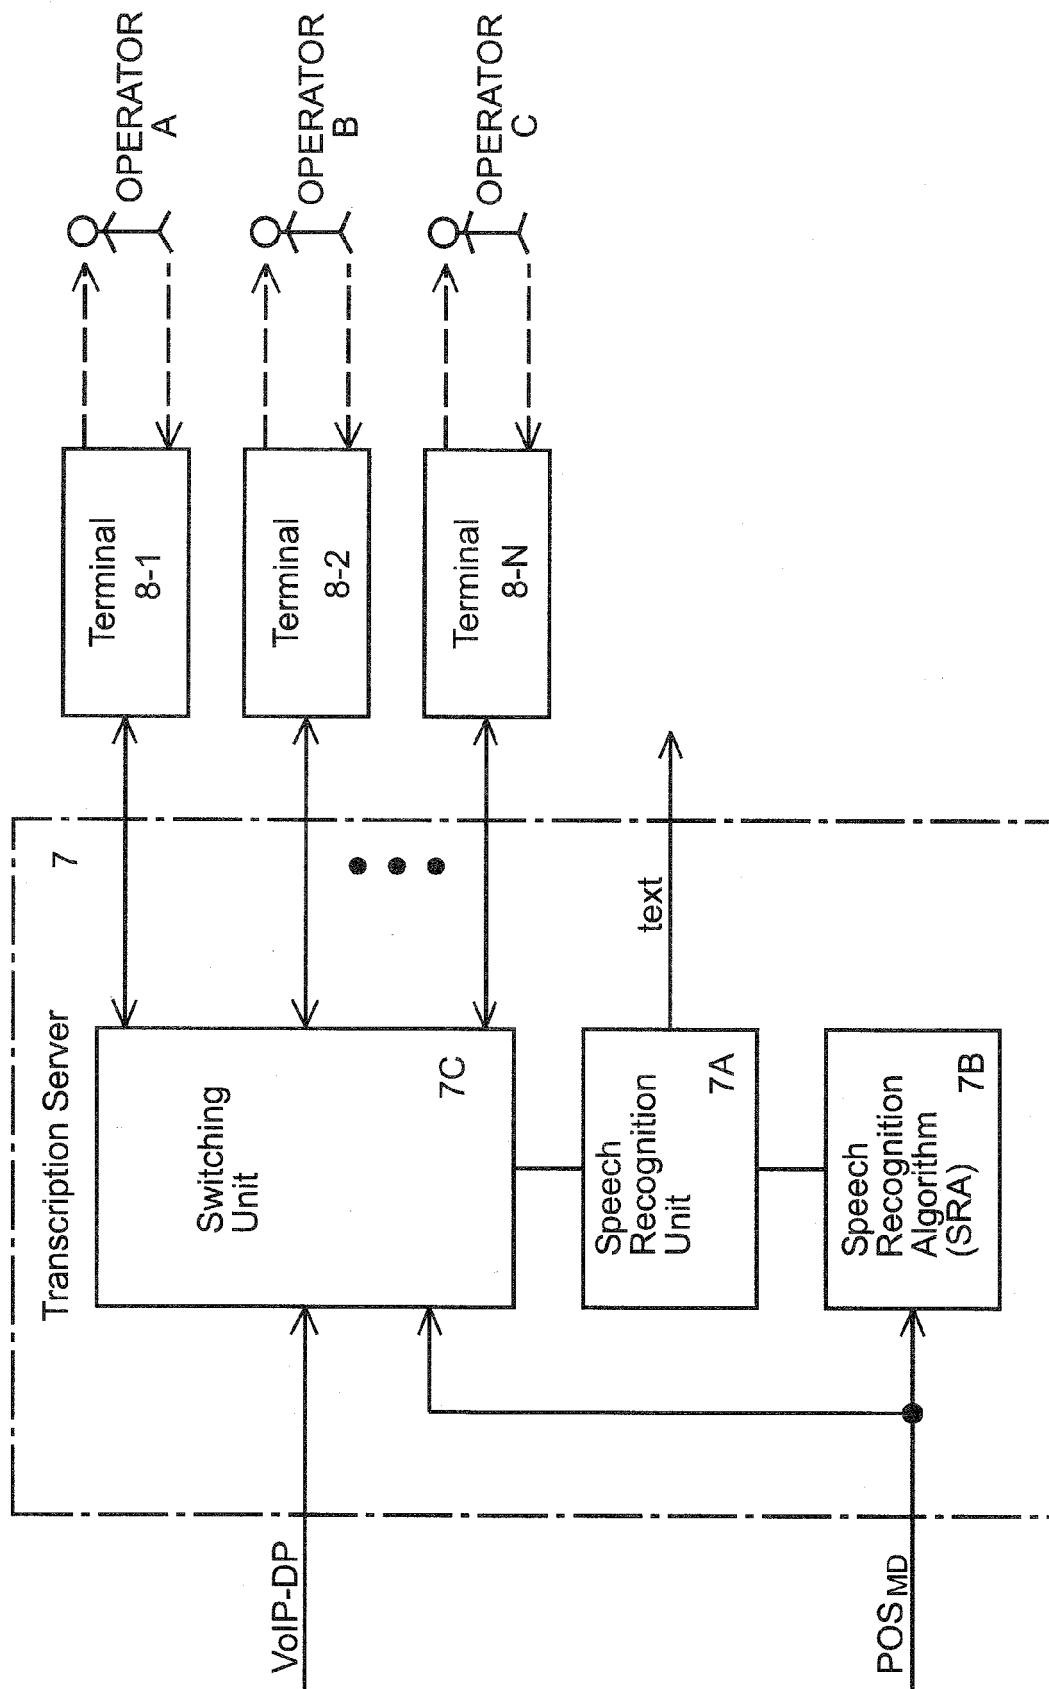 Transcription Server
7
VoIP-DP
POSMD
Switching
Unit
7C
Speech
Recognition
Unit
7A
Speech
Recognition
Algorithm
(SRA)
7B
text
Terminal
8-1
Terminal
8-2
Terminal
8-N
OPERATOR
A
OPERATOR
B
OPERATOR
C